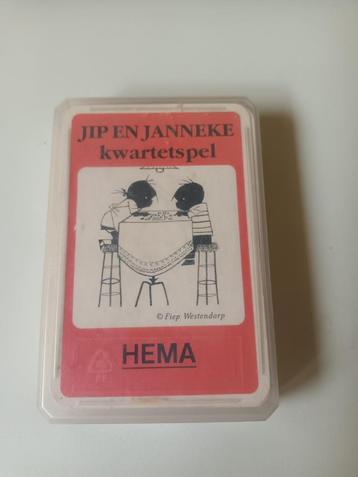 JIP EN JANNEKE
kwartetspel
© Fiep Westendorp
HEMA